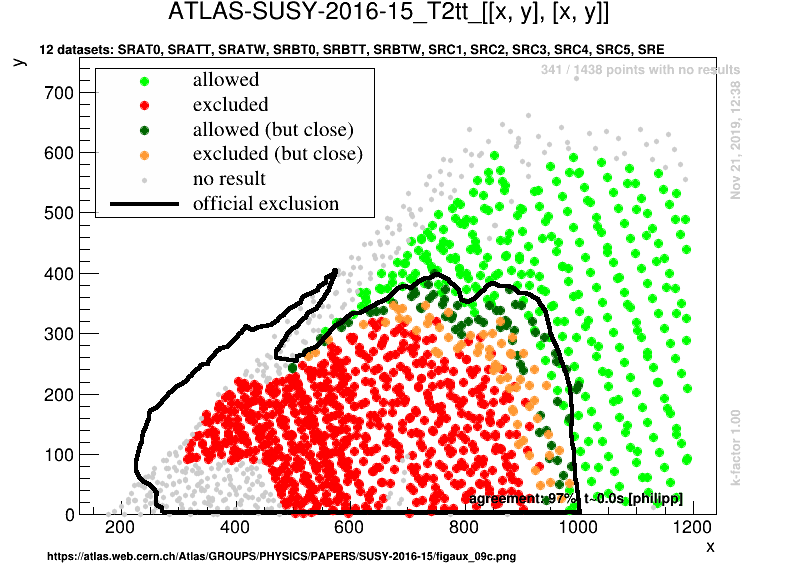 ATLAS-SUSY-2016-15_T2tt_[[x, y], [x, y]]
12 datasets: SRAT0, SRATT, SRATW, SRBT0, SRBTT, SRBTW, SRC1, SRC2, SRC3, SRC4, SRC5, SRE
y
341 / 1438 points with no results
allowed
excluded
allowed (but close)
excluded (but close)
no result
official exclusion
Nov 21, 2019, 12:38
k-factor 1.00
700
600
500
400
300
200
100
0
agreement: 97%, t~0.0s [philipp]
200 400 600 800 1000 1200
x
https://atlas.web.cern.ch/Atlas/GROUPS/PHYSICS/PAPERS/SUSY-2016-15/figaux_09c.png